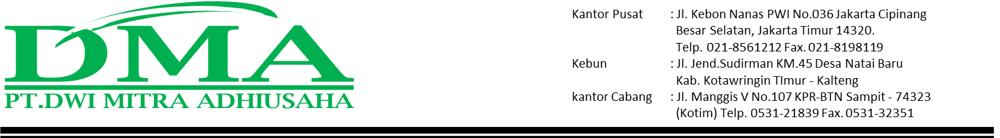 DMA
PT.DWI MITRA ADHIUSAHA
Kantor Pusat : Jl. Kebon Nanas PWI No.036 Jakarta Cipinang
Besar Selatan, Jakarta Timur 14320.
Telp. 021-8561212 Fax. 021-8198119
Kebun : Jl. Jend.Sudirman KM.45 Desa Natai Baru
Kab. Kotawringin TImur - Kalteng
kantor Cabang : Jl. Manggis V No.107 KPR-BTN Sampit - 74323
(Kotim) Telp. 0531-21839 Fax. 0531-32351